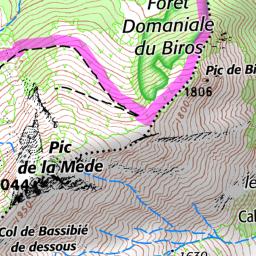 Forêt
Domaniale
du Biros
Pic de Bi
1806
Pic
de la Mède
044
le
Cal
Col de Bassibié
de dessous
1630